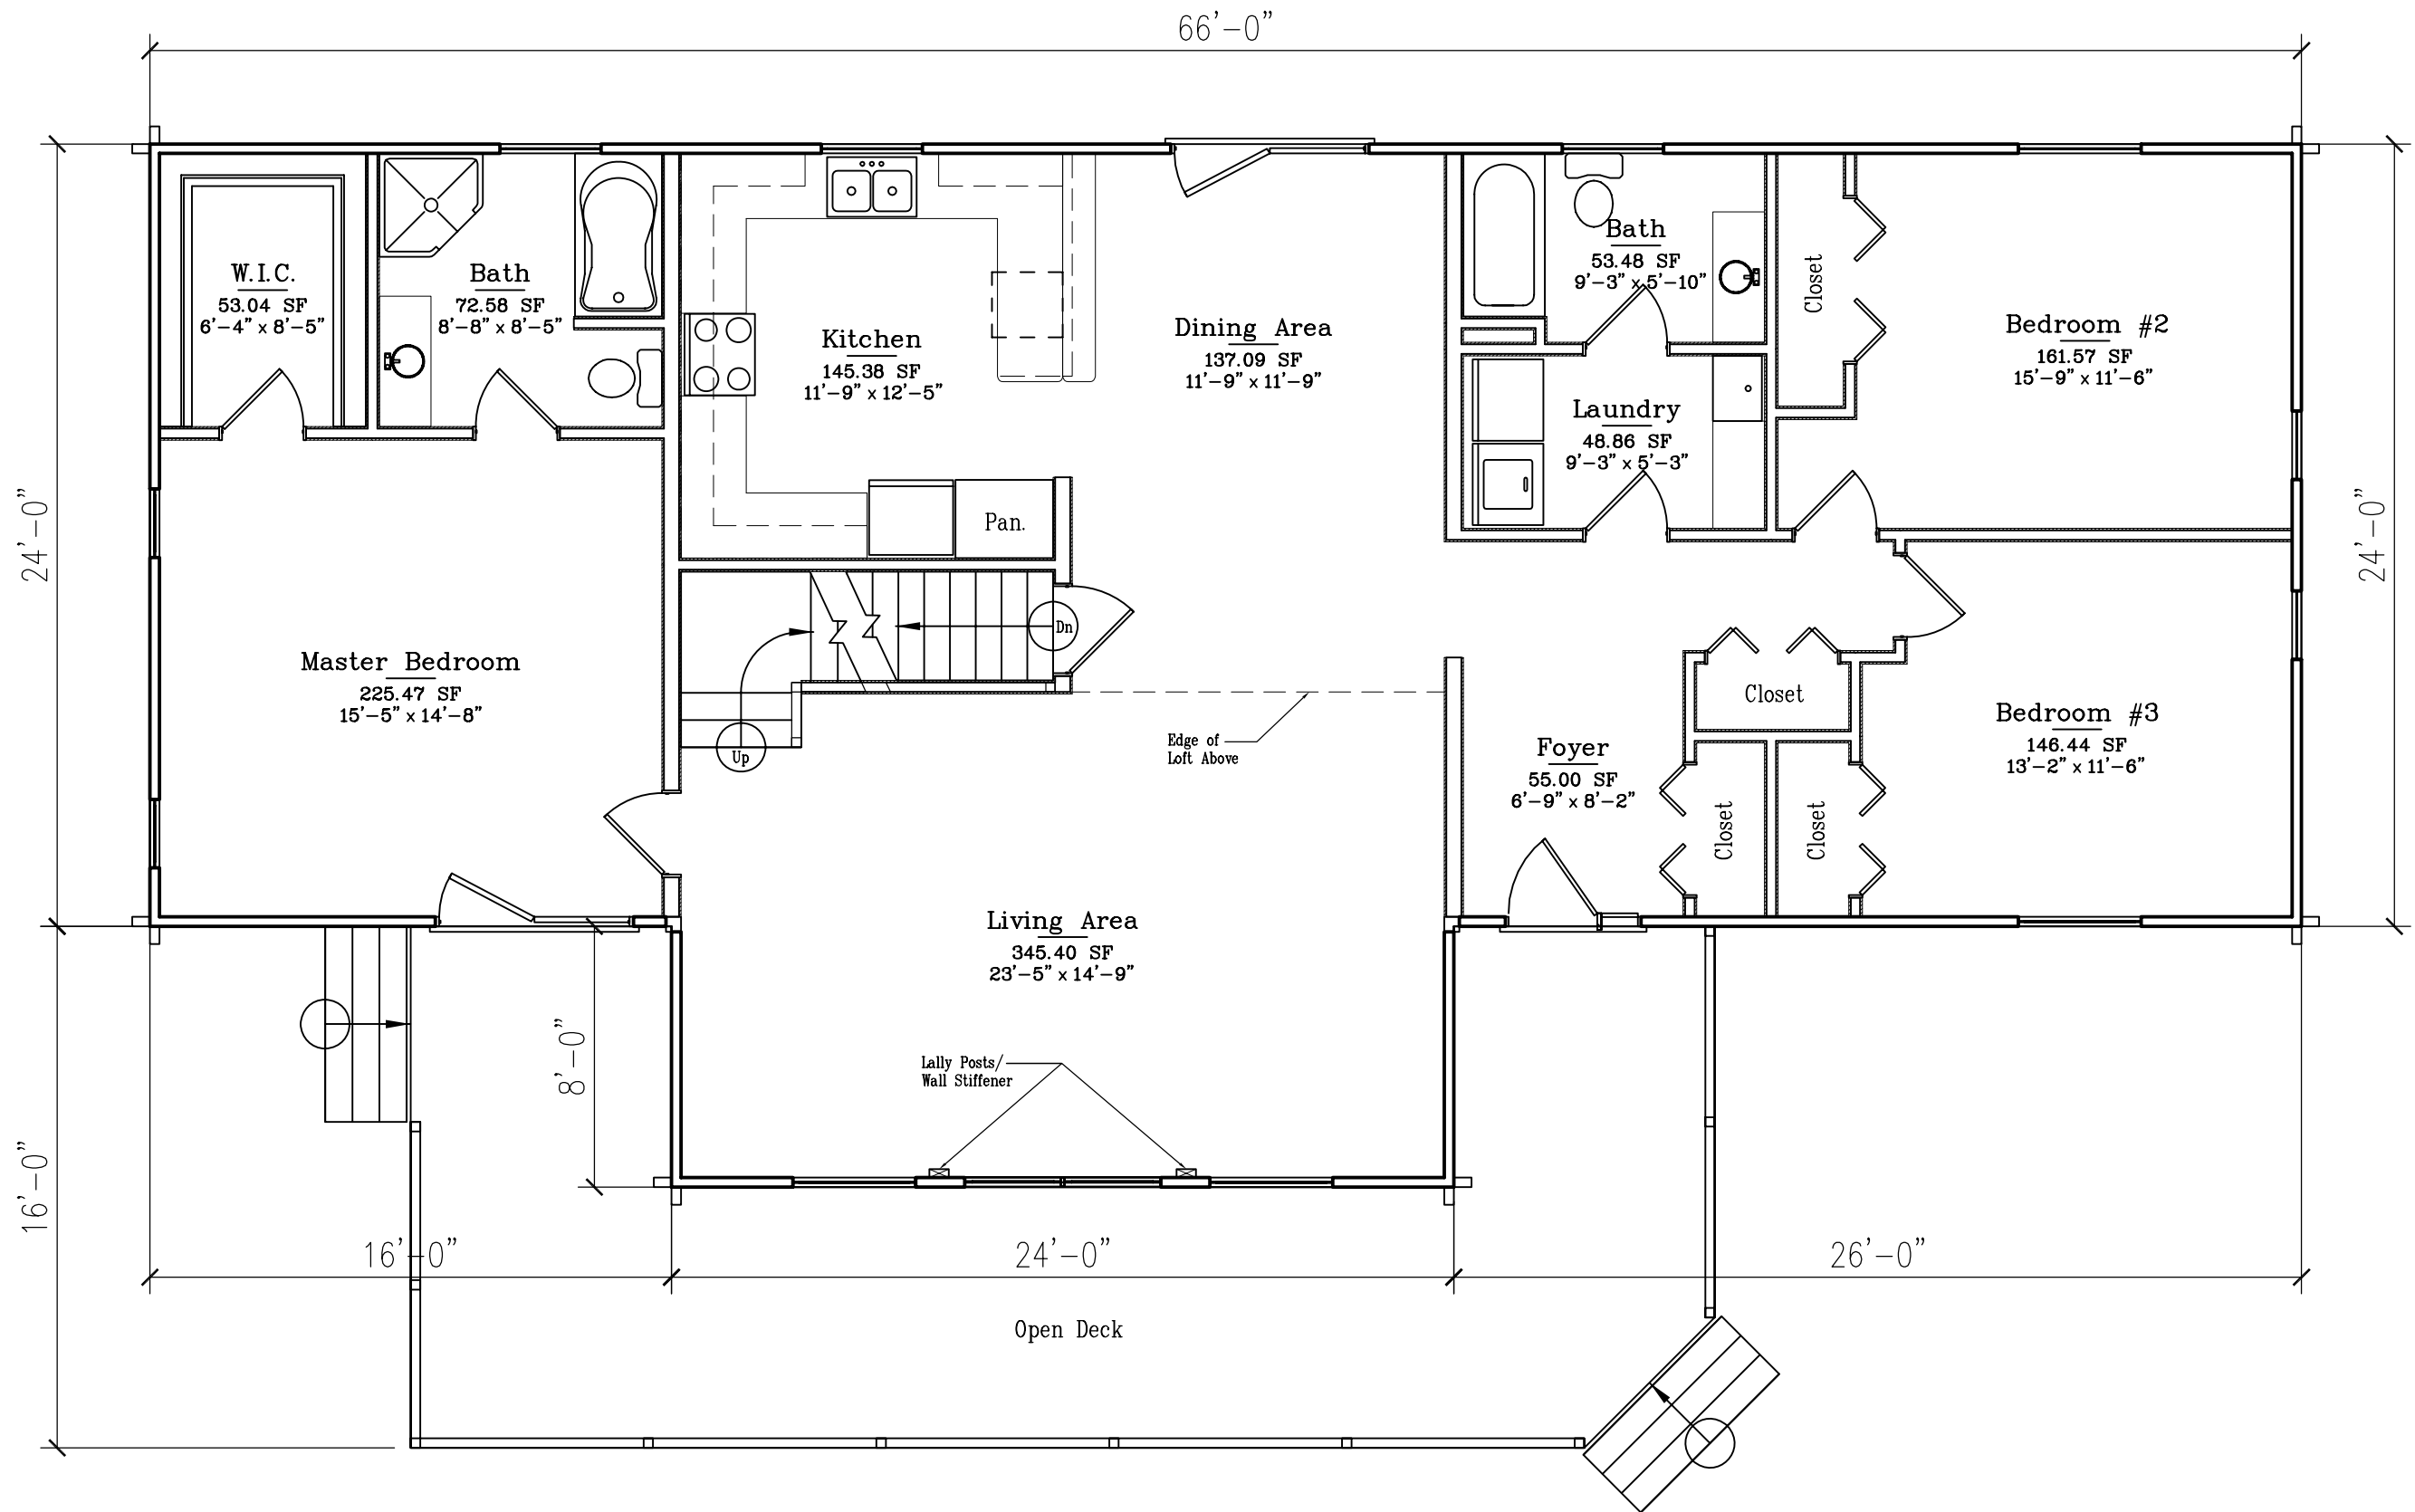 66'-0"
W.I.C.
53.04 SF
6'-4" x 8'-5"
Bath
72.58 SF
8'-8" x 8'-5"
Kitchen
145.38 SF
11'-9" x 12'-5"
Dining Area
137.09 SF
11'-9" x 11'-9"
Bath
53.48 SF
9'-3" x 5'-10"
Closet
Bedroom #2
161.57 SF
15'-9" x 11'-6"
Laundry
48.86 SF
9'-3" x 5'-3"
Pan.
24'-0"
24'-0"
Dn
Master Bedroom
225.47 SF
15'-5" x 14'-8"
Up
Edge of
Loft Above
Closet
Foyer
55.00 SF
6'-9" x 8'-2"
Bedroom #3
146.44 SF
13'-2" x 11'-6"
Closet
Closet
Living Area
345.40 SF
23'-5" x 14'-9"
8'-0"
Lally Posts/
Wall Stiffener
16'-0"
16'-0"
24'-0"
26'-0"
Open Deck